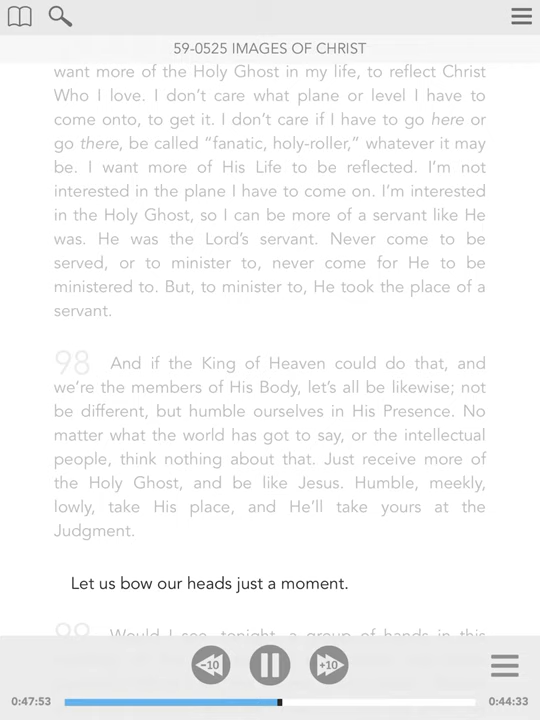 59-0525 IMAGES OF CHRIST
want more of the Holy Ghost in my life, to reflect Christ
Who I love. I don't care what plane or level I have to
come onto, to get it. I don't care if I have to go here or
go there, be called “fanatic, holy-roller,” whatever it may
be. I want more of His Life to be reflected. I'm not
interested in the plane I have to come on. I'm interested
in the Holy Ghost, so I can be more of a servant like He
was. He was the Lord's servant. Never come to be
served, or to minister to, never come for He to be
ministered to. But, to minister to, He took the place of a
servant.
98 And if the King of Heaven could do that, and
we're the members of His Body, let's all be likewise; not
be different, but humble ourselves in His Presence. No
matter what the world has got to say, or the intellectual
people, think nothing about that. Just receive more of
the Holy Ghost, and be like Jesus. Humble, meekly,
lowly, take His place, and He'll take yours at the
Judgment.
Let us bow our heads just a moment.
99 Would I see, tonight, a group of hands in this
-10 +10
0:47:53 0:44:33